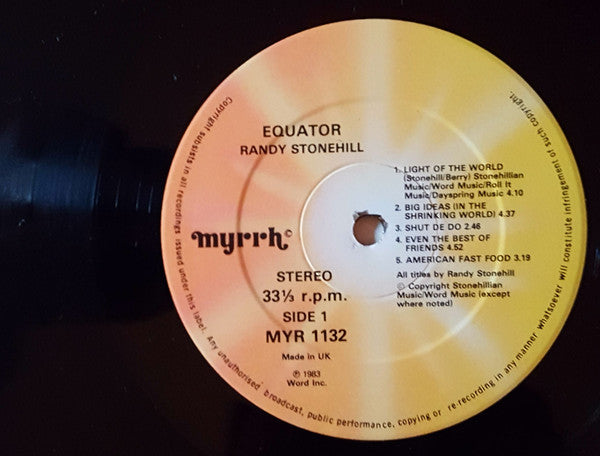 EQUATOR
RANDY STONEHILL
myrrh©
STEREO
33⅓ r.p.m.
SIDE 1
MYR 1132
Made in UK
℗ 1983
Word Inc.
1. LIGHT OF THE WORLD
(Stonehill/Berry) Stonehillian
Music/Word Music/Roll It
Music/Dayspring Music 4.10
2. BIG IDEAS (IN THE
SHRINKING WORLD) 4.37
3. SHUT DE DO 2.46
4. EVEN THE BEST OF
FRIENDS 4.52
5. AMERICAN FAST FOOD 3.19
All titles by Randy Stonehill
© Copyright Stonehillian
Music/Word Music (except
where noted)
Copyright subsists in all recordings issued under this label. Any unauthorised broadcast, public performance, copying or re-recording in any manner whatsoever will constitute infringement of such copyright.